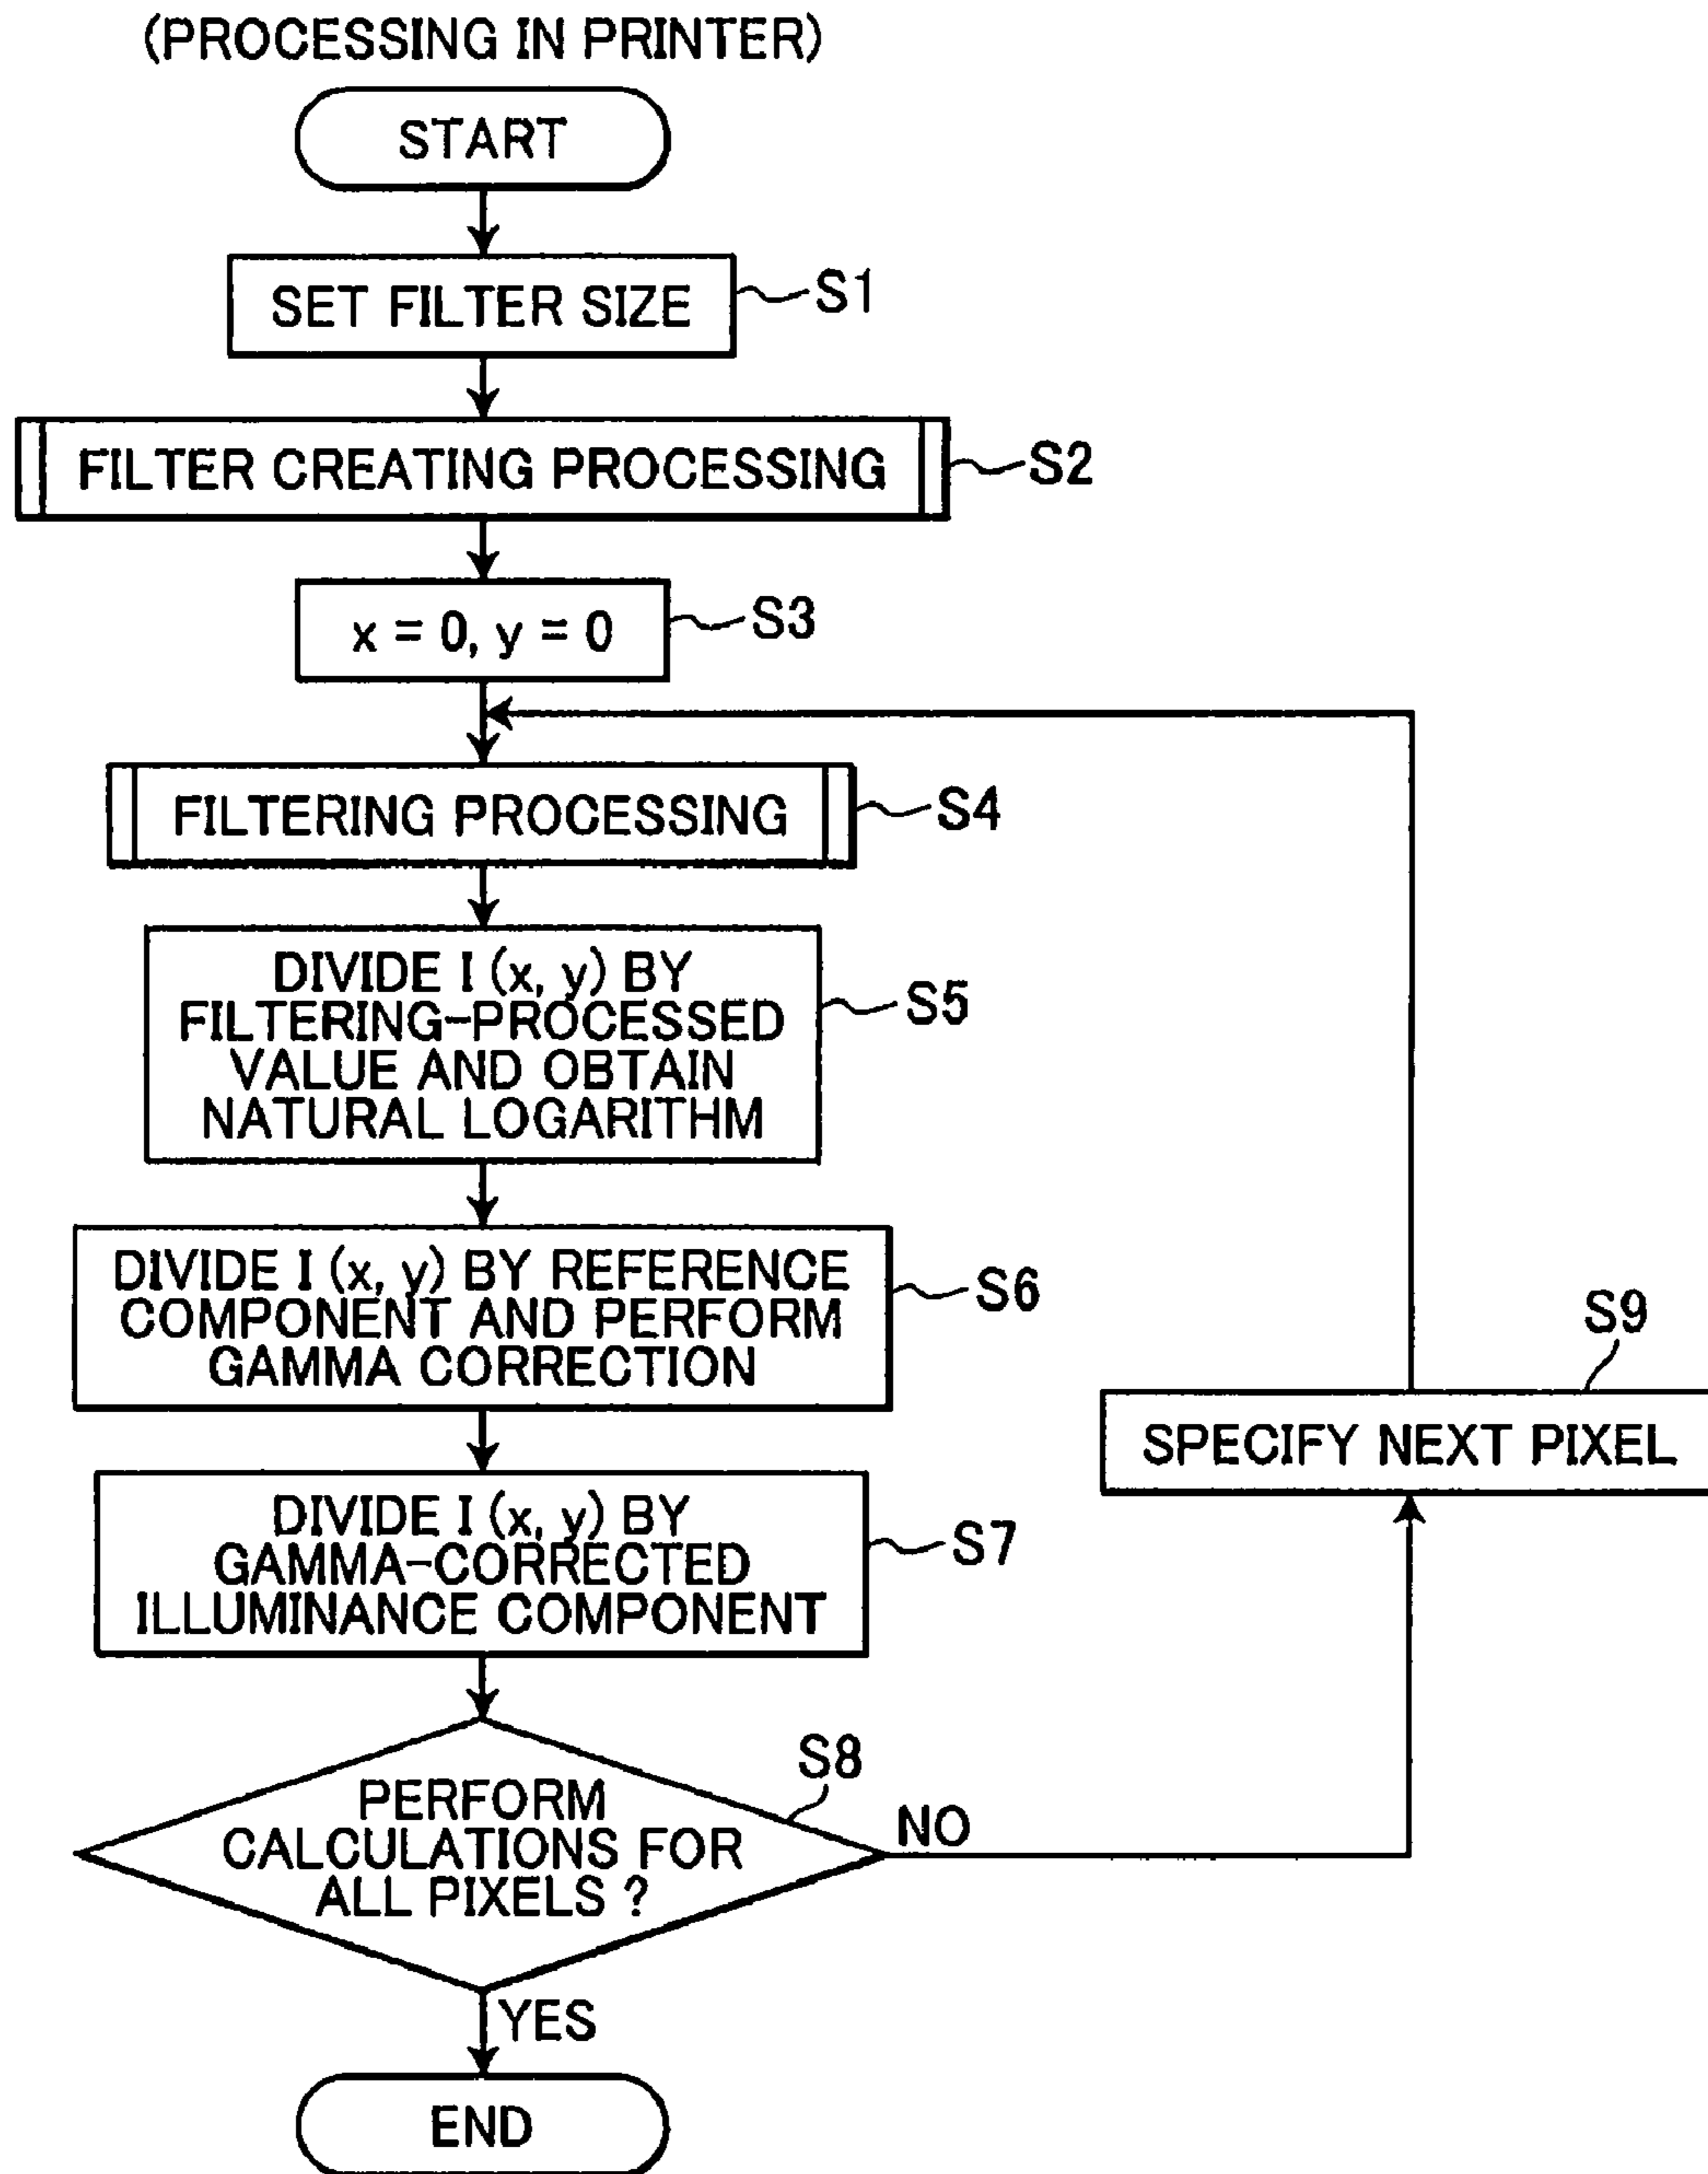 (PROCESSING IN PRINTER)
START
SET FILTER SIZE
S1
FILTER CREATING PROCESSING
S2
x = 0, y = 0
S3
FILTERING PROCESSING
S4
DIVIDE I (x, y) BY
FILTERING-PROCESSED
VALUE AND OBTAIN
NATURAL LOGARITHM
S5
DIVIDE I (x, y) BY REFERENCE
COMPONENT AND PERFORM
GAMMA CORRECTION
S6
DIVIDE I (x, y) BY
GAMMA-CORRECTED
ILLUMINANCE COMPONENT
S7
PERFORM
CALCULATIONS FOR
ALL PIXELS ?
S8
NO
S9
SPECIFY NEXT PIXEL
YES
END